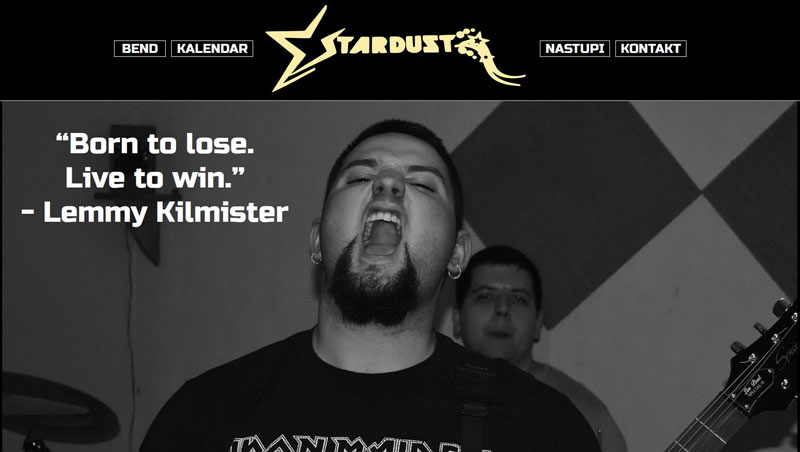 BEND
KALENDAR
STARDUST
NASTUPI
KONTAKT
“Born to lose.
Live to win.”
- Lemmy Kilmister
IRON MAIDEN